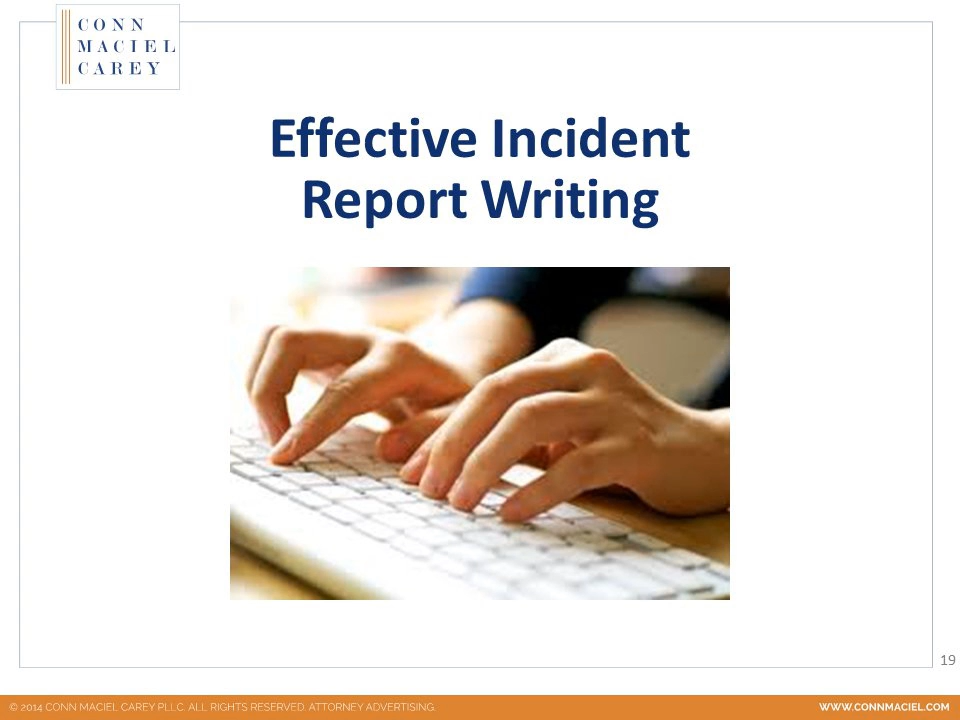 CONN
MACIEL
CAREY
Effective Incident
Report Writing
19
© 2014 CONN MACIEL CAREY PLLC. ALL RIGHTS RESERVED. ATTORNEY ADVERTISING.
WWW.CONNMACIEL.COM